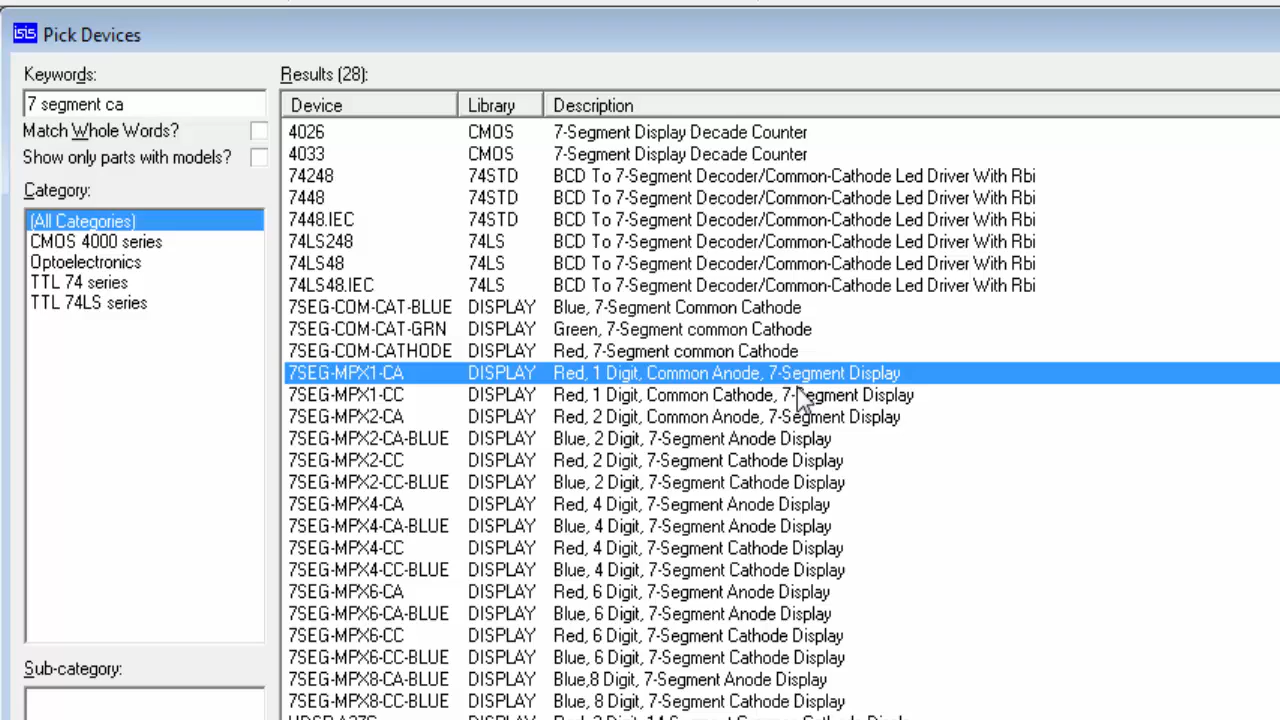 isis Pick Devices
Keywords:
7 segment ca
Match Whole Words?
Show only parts with models?
Category:
(All Categories)
CMOS 4000 series
Optoelectronics
TTL 74 series
TTL 74LS series
Sub-category:
Results (28):
Device Library Description
4026 CMOS 7-Segment Display Decade Counter
4033 CMOS 7-Segment Display Decade Counter
74248 74STD BCD To 7-Segment Decoder/Common-Cathode Led Driver With Rbi
7448 74STD BCD To 7-Segment Decoder/Common-Cathode Led Driver With Rbi
7448.IEC 74STD BCD To 7-Segment Decoder/Common-Cathode Led Driver With Rbi
74LS248 74LS BCD To 7-Segment Decoder/Common-Cathode Led Driver With Rbi
74LS48 74LS BCD To 7-Segment Decoder/Common-Cathode Led Driver With Rbi
74LS48.IEC 74LS BCD To 7-Segment Decoder/Common-Cathode Led Driver With Rbi
7SEG-COM-CAT-BLUE DISPLAY Blue, 7-Segment Common Cathode
7SEG-COM-CAT-GRN DISPLAY Green, 7-Segment common Cathode
7SEG-COM-CATHODE DISPLAY Red, 7-Segment common Cathode
7SEG-MPX1-CA DISPLAY Red, 1 Digit, Common Anode, 7-Segment Display
7SEG-MPX1-CC DISPLAY Red, 1 Digit, Common Cathode, 7-Segment Display
7SEG-MPX2-CA DISPLAY Red, 2 Digit, Common Anode, 7-Segment Display
7SEG-MPX2-CA-BLUE DISPLAY Blue, 2 Digit, 7-Segment Anode Display
7SEG-MPX2-CC DISPLAY Red, 2 Digit, 7-Segment Cathode Display
7SEG-MPX2-CC-BLUE DISPLAY Blue, 2 Digit, 7-Segment Cathode Display
7SEG-MPX4-CA DISPLAY Red, 4 Digit, 7-Segment Anode Display
7SEG-MPX4-CA-BLUE DISPLAY Blue, 4 Digit, 7-Segment Anode Display
7SEG-MPX4-CC DISPLAY Red, 4 Digit, 7-Segment Cathode Display
7SEG-MPX4-CC-BLUE DISPLAY Blue, 4 Digit, 7-Segment Cathode Display
7SEG-MPX6-CA DISPLAY Red, 6 Digit, 7-Segment Anode Display
7SEG-MPX6-CA-BLUE DISPLAY Blue, 6 Digit, 7-Segment Anode Display
7SEG-MPX6-CC DISPLAY Red, 6 Digit, 7-Segment Cathode Display
7SEG-MPX6-CC-BLUE DISPLAY Blue, 6 Digit, 7-Segment Cathode Display
7SEG-MPX8-CA-BLUE DISPLAY Blue,8 Digit, 7-Segment Anode Display
7SEG-MPX8-CC-BLUE DISPLAY Blue, 8 Digit, 7-Segment Cathode Display